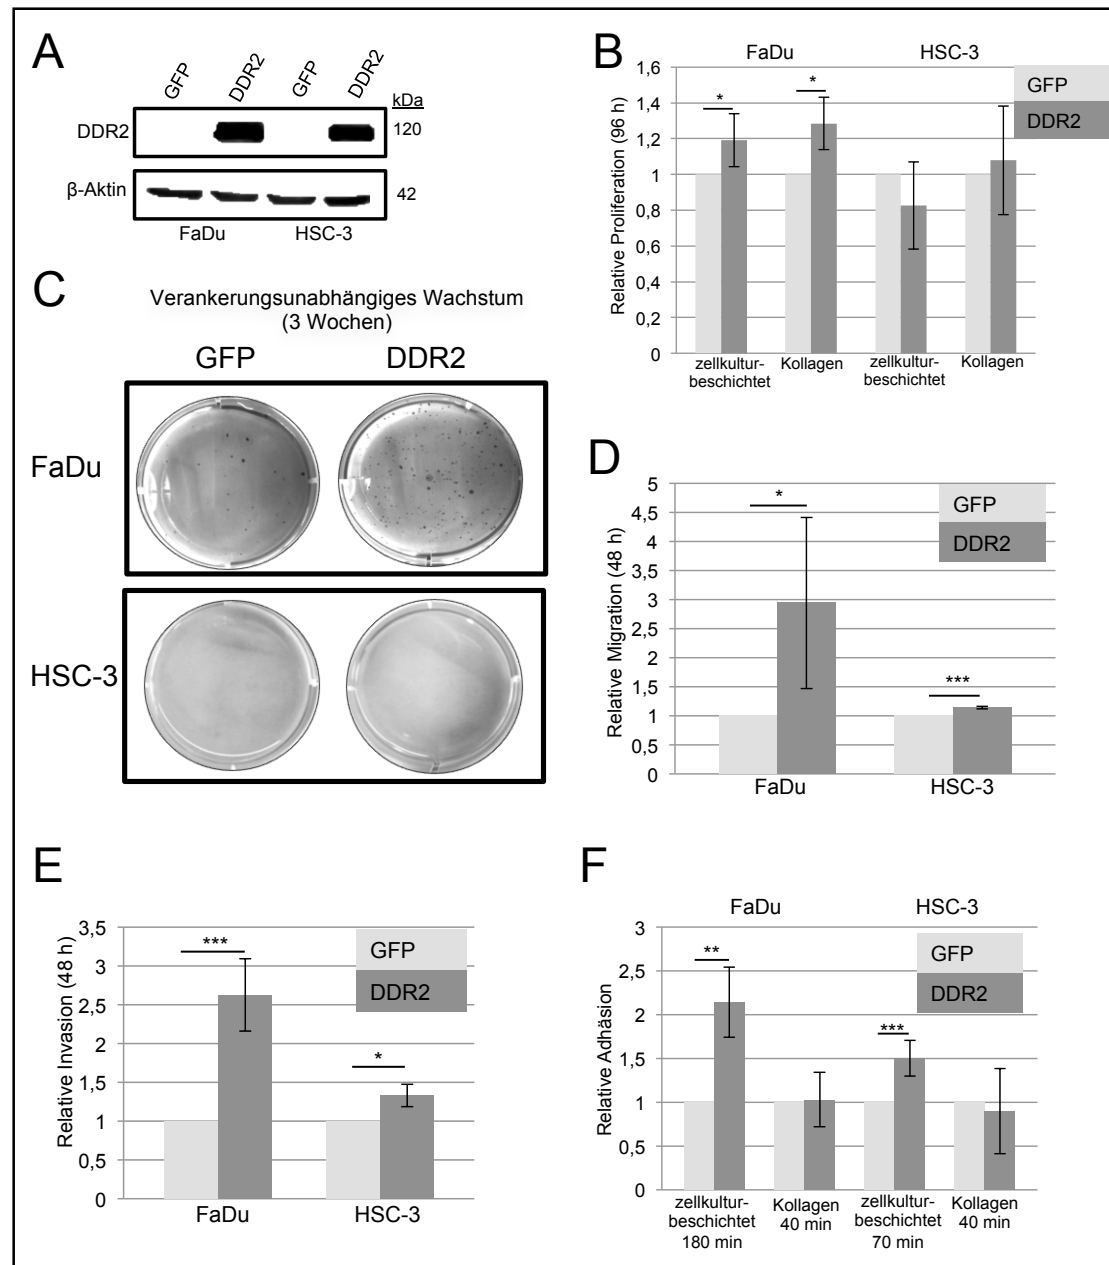 A
GFP
DDR2
GFP
DDR2
kDa
DDR2
120
β-Aktin
42
FaDu
HSC-3
B
FaDu
HSC-3
GFP
DDR2
Relative Proliferation (96 h)
1,6
1,4
1,2
1
0,8
0,6
0,4
0,2
0
*
*
zellkultur-
beschichtet
Kollagen
zellkultur-
beschichtet
Kollagen
C
Verankerungsunabhängiges Wachstum
(3 Wochen)
GFP
DDR2
FaDu
HSC-3
D
Relative Migration (48 h)
5
4,5
4
3,5
3
2,5
2
1,5
1
0,5
0
GFP
DDR2
*
***
FaDu
HSC-3
E
Relative Invasion (48 h)
3,5
3
2,5
2
1,5
1
0,5
0
GFP
DDR2
***
*
FaDu
HSC-3
F
FaDu
HSC-3
Relative Adhäsion
3
2,5
2
1,5
1
0,5
0
GFP
DDR2
**
***
zellkultur-
beschichtet
180 min
Kollagen
40 min
zellkultur-
beschichtet
70 min
Kollagen
40 min